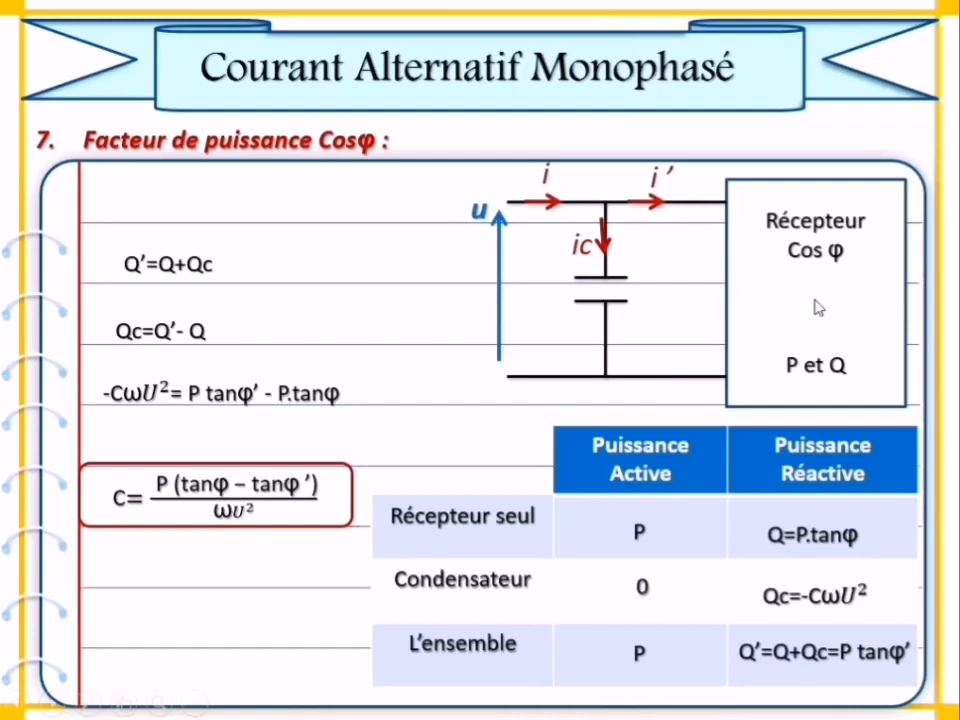 Courant Alternatif Monophasé
7. Facteur de puissance Cosφ :
i
i'
u
ic
Récepteur
Cos φ
P et Q
Q'=Q+Qc
Qc=Q'- Q
-CωU²= P tanφ' - P.tanφ
C= P (tanφ – tanφ ')
ωU²
Puissance Active
Puissance Réactive
Récepteur seul
P
Q=P.tanφ
Condensateur
0
Qc=-CωU²
L'ensemble
P
Q'=Q+Qc=P tanφ'